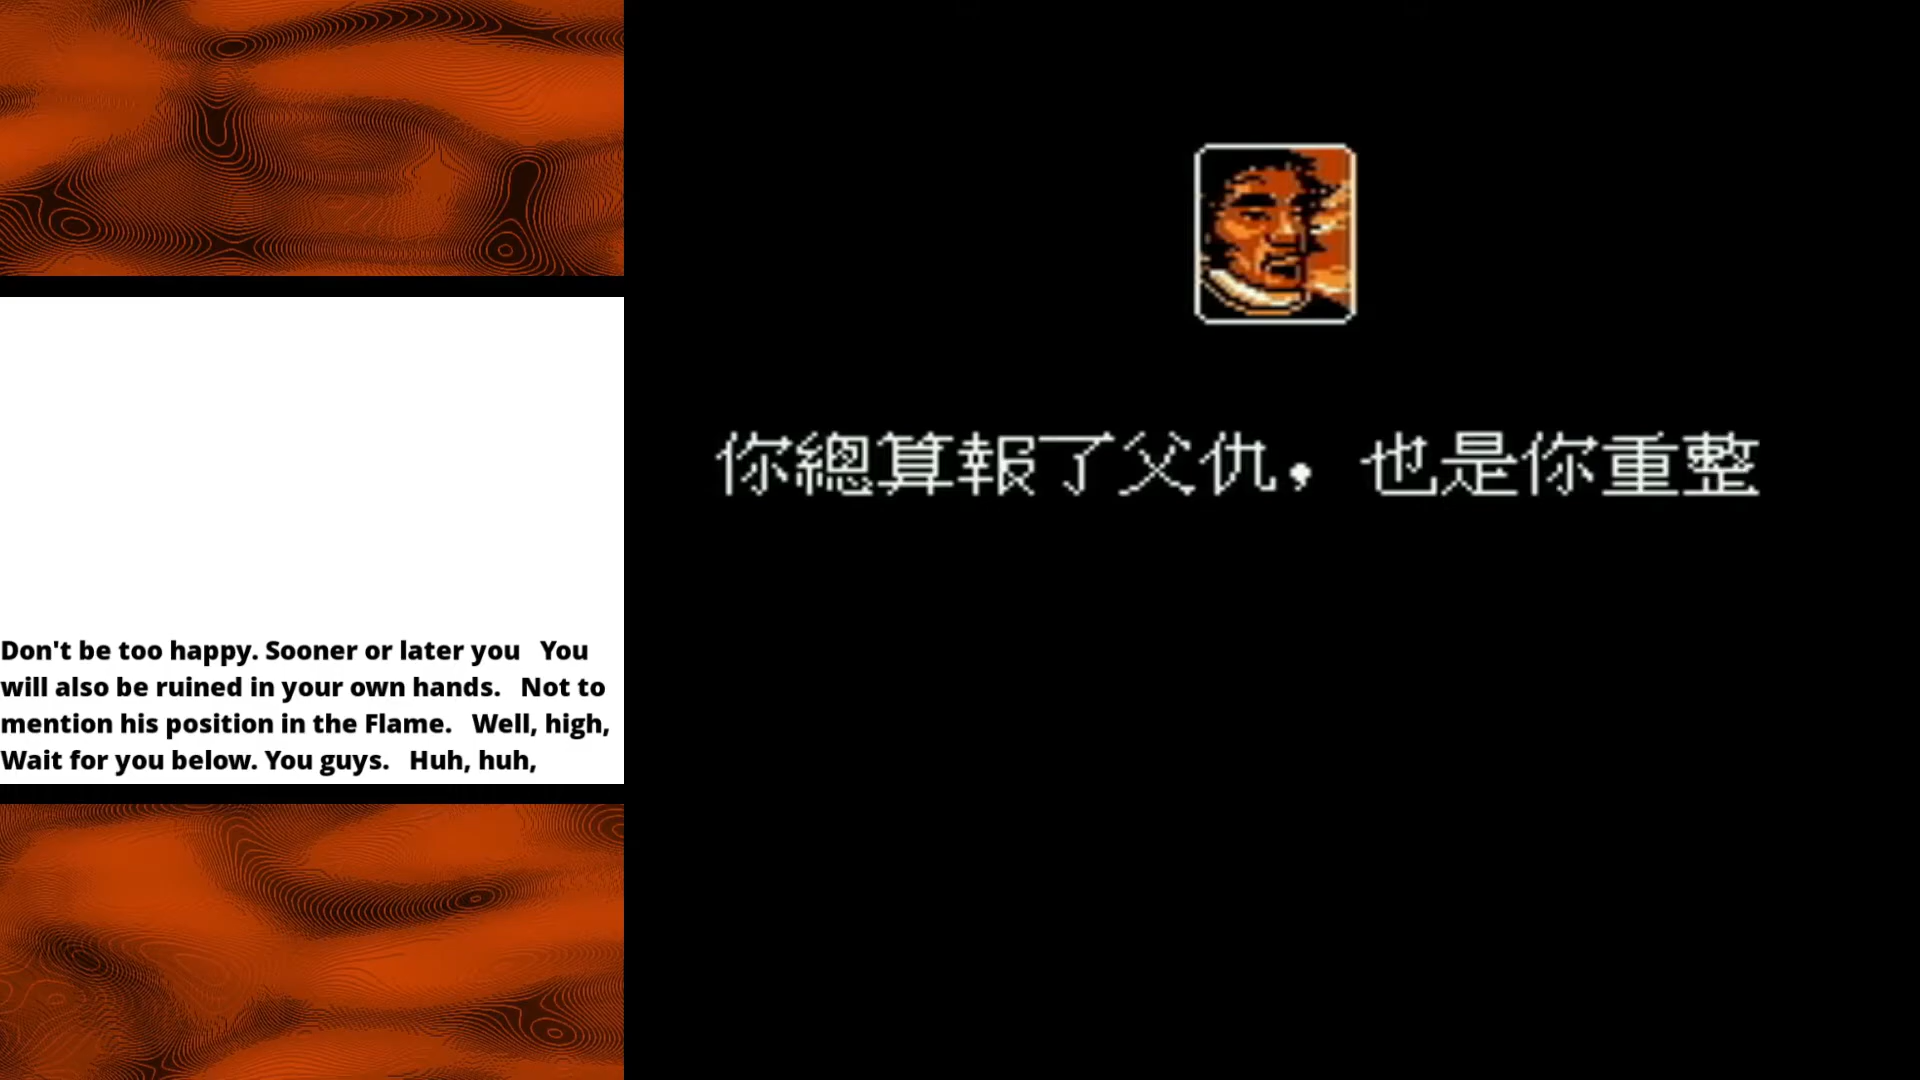 Don't be too happy. Sooner or later you   You
will also be ruined in your own hands.   Not to
mention his position in the Flame.   Well, high,
Wait for you below. You guys.   Huh, huh,
你總算報了父仇，也是你重整